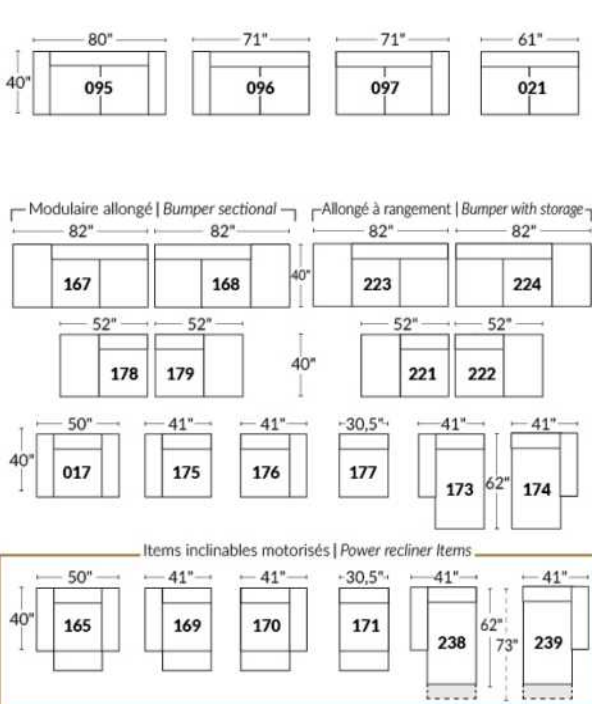 80" 71" 71" 61"
40" 095 096 097 021
Modulaire allongé | Bumper sectional Allongé à rangement | Bumper with storage
82" 82" 82" 82"
167 168 40" 223 224
52" 52" 52" 52"
178 179 40" 221 222
50" 41" 41" 30,5" 41" 41"
40" 017 175 176 177 173 62" 174
Items inclinables motorisés | Power recliner Items
50" 41" 41" 30,5" 41" 41"
40" 165 169 170 171 238 62" 73" 239